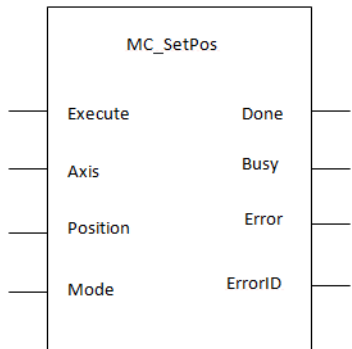 MC_SetPos
Execute Done
Axis Busy
Position Error
Mode ErrorID